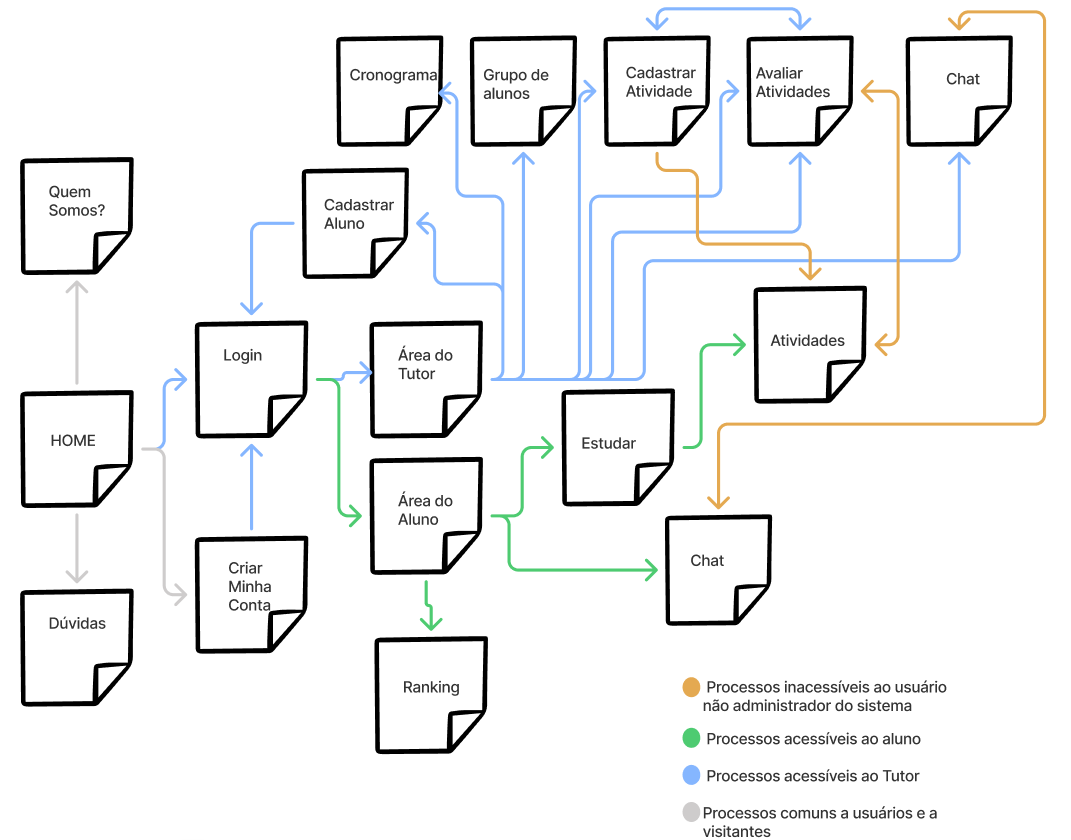 Cronograma
Grupo de
alunos
Cadastrar
Atividade
Avaliar
Atividades
Chat
Quem
Somos?
Cadastrar
Aluno
Login
Área do
Tutor
Atividades
HOME
Estudar
Área do
Aluno
Criar
Minha
Conta
Chat
Dúvidas
Ranking
Processos inacessíveis ao usuário
não administrador do sistema
Processos acessíveis ao aluno
Processos acessíveis ao Tutor
Processos comuns a usuários e a
visitantes